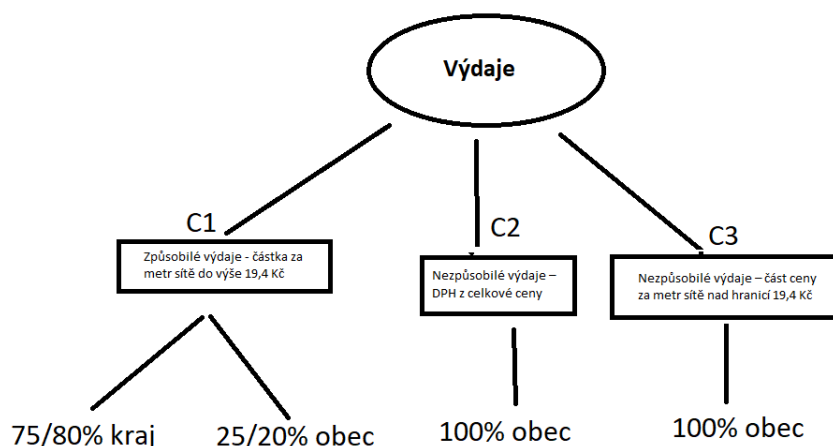 Výdaje
C1
C2
C3
Způsobilé výdaje - částka za
metr sítě do výše 19,4 Kč
Nezpůsobilé výdaje –
DPH z celkové ceny
Nezpůsobilé výdaje – část ceny
za metr sítě nad hranicí 19,4 Kč
75/80% kraj
25/20% obec
100% obec
100% obec